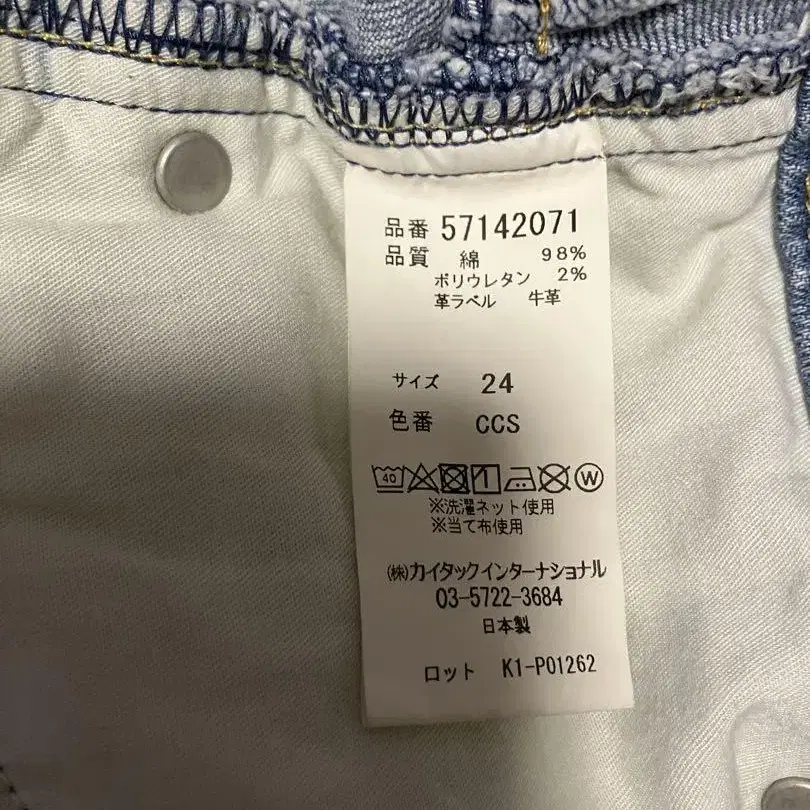 品番 57142071
品質 綿 98%
ポリウレタン 2%
革ラベル 牛革
サイズ 24
色番 CCS
40 W
※洗濯ネット使用
※当て布使用
㈱カイタックインターナショナル
03-5722-3684
日本製
ロット K1-P01262